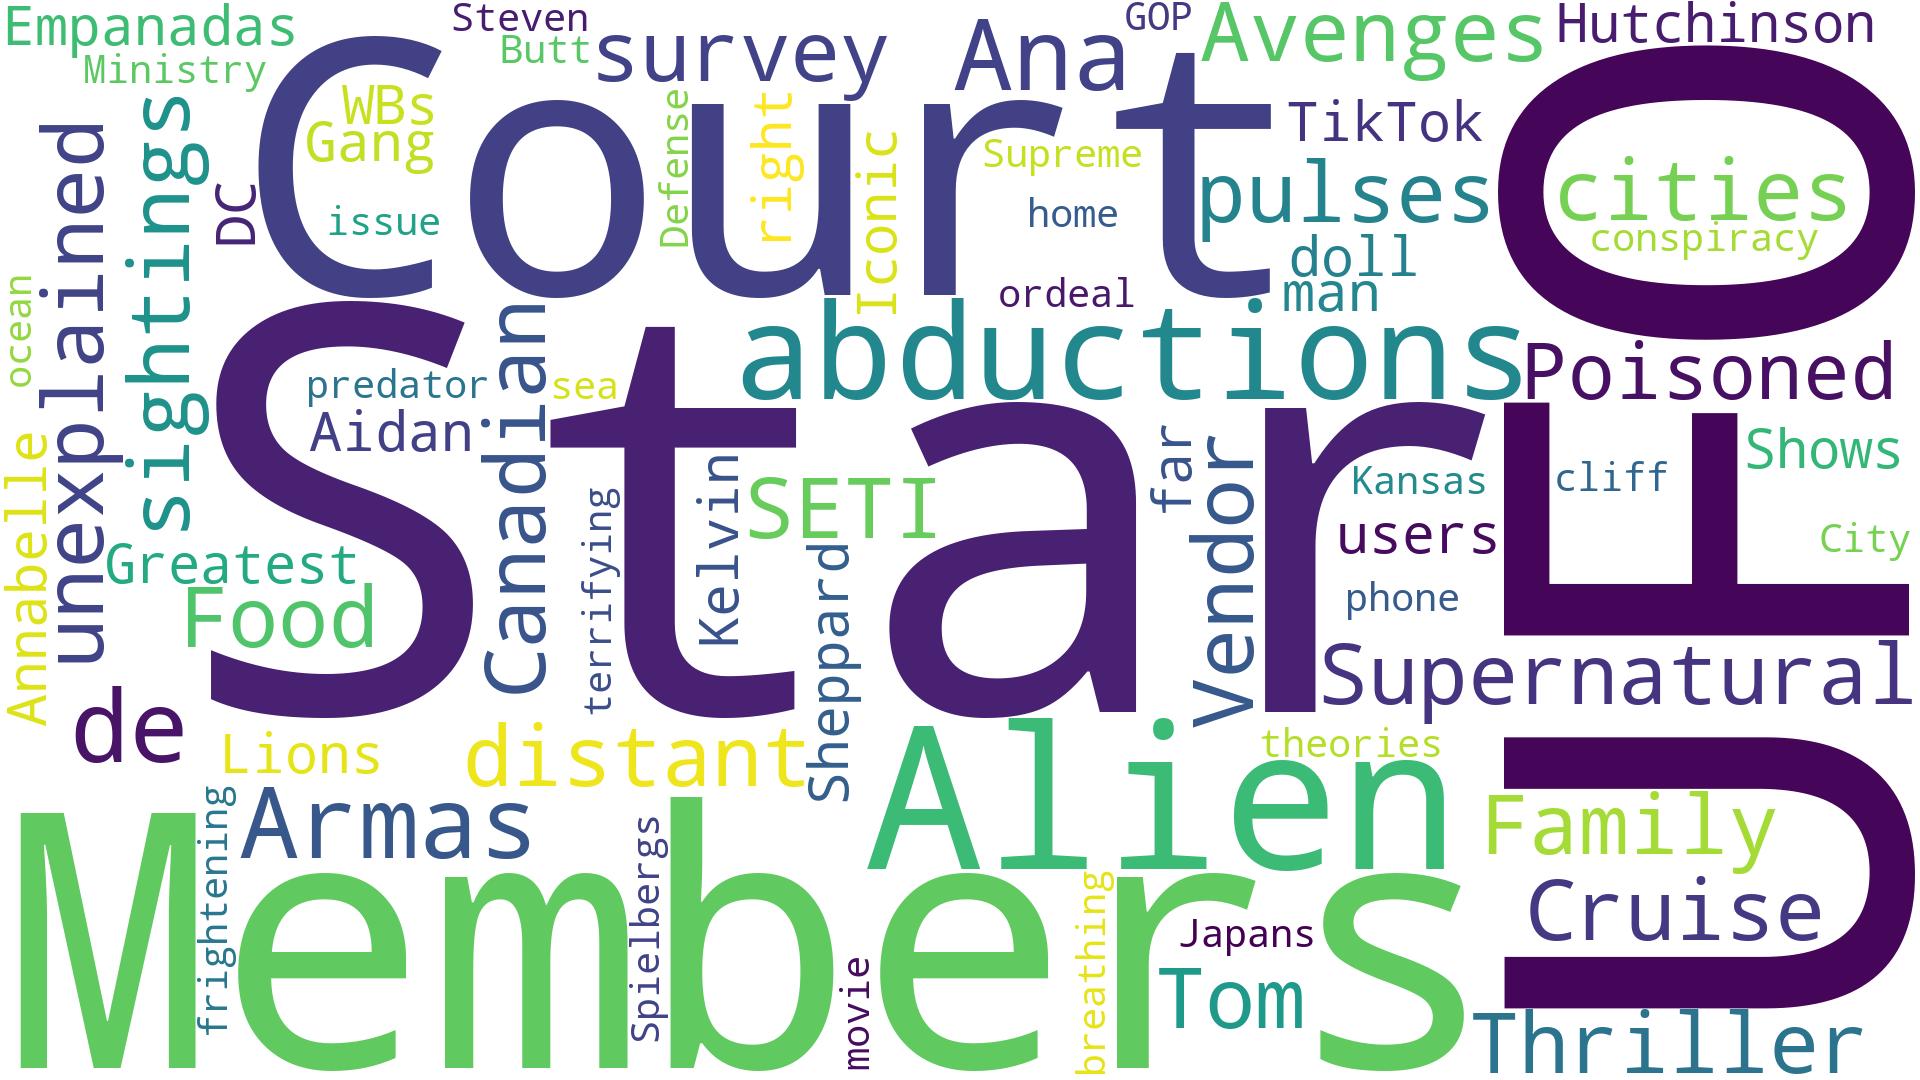 Empanadas
Steven
GOP
Hutchinson
Ministry
Butt
survey
Ana
Avenges
WBs
Gang
Court
Defense
right
Iconic
Supreme
TikTok
UFO
cities
conspiracy
unexplained
sightings
DC
issue
home
pulses
doll
man
ordeal
ocean
abductions
Poisoned
predator
sea
Aidan
Canadian
Star
far
Vendor
Kansas
cliff
Shows
Annabelle
terrifying
Kelvin
SETI
Sheppard
users
City
Greatest
Food
phone
Supernatural
de
Lions
distant
Alien
theories
frightening
Armas
Spielbergs
Family
Members
movie
breathing
Japans
Tom
Cruise
Thriller